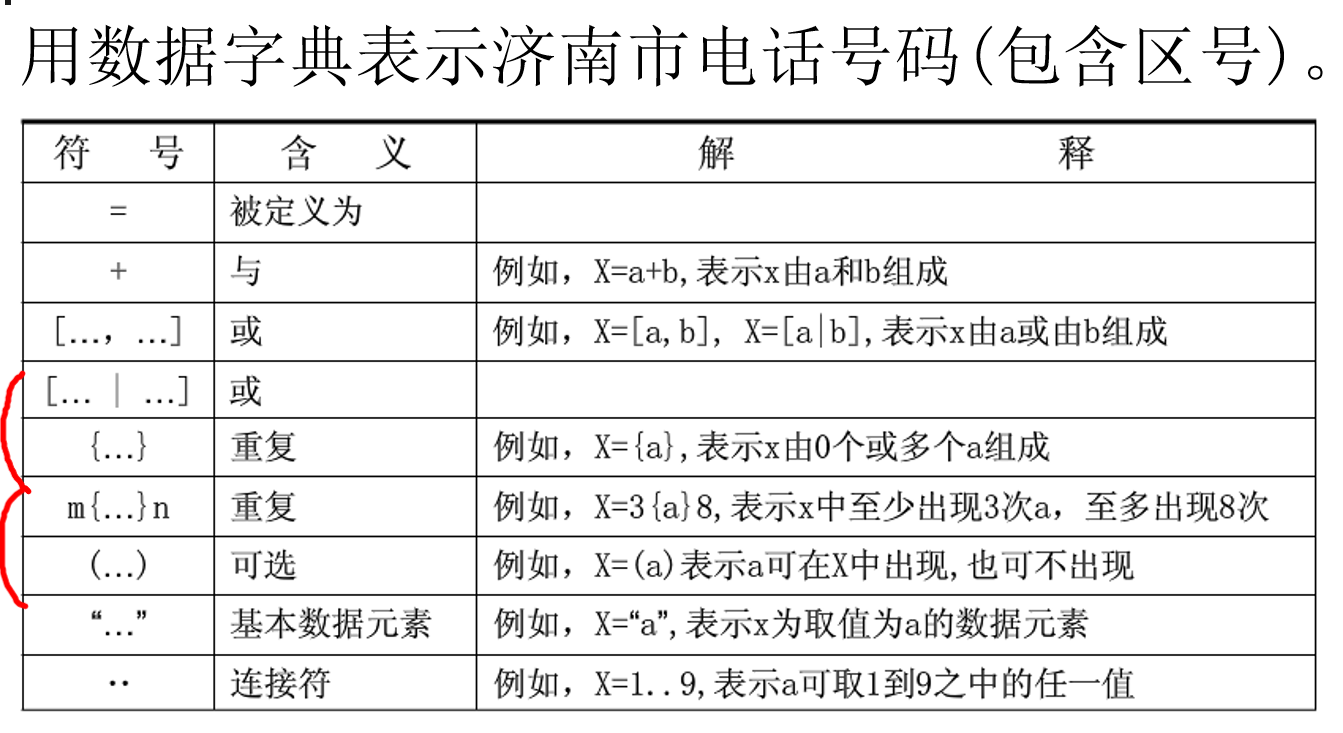 用数据字典表示济南市电话号码(包含区号)。
符 号 含 义 解 释
= 被定义为
+ 与 例如，X=a+b,表示x由a和b组成
[…，…] 或 例如，X=[a,b], X=[a|b],表示x由a或由b组成
[… | …] 或
{…} 重复 例如，X={a},表示x由0个或多个a组成
m{…}n 重复 例如，X=3{a}8,表示x中至少出现3次a，至多出现8次
(…) 可选 例如，X=(a)表示a可在X中出现,也可不出现
“…” 基本数据元素 例如，X=“a”,表示x为取值为a的数据元素
·· 连接符 例如，X=1..9,表示a可取1到9之中的任一值